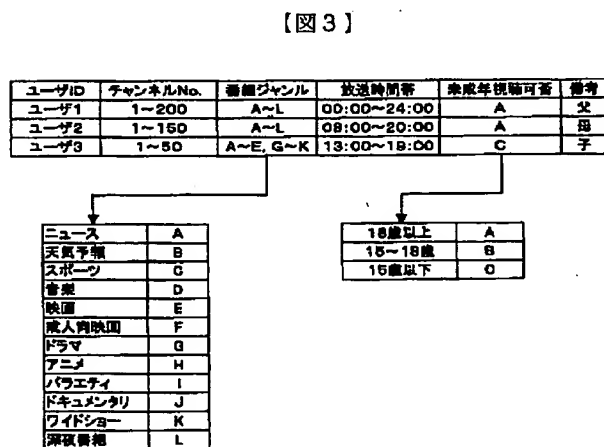 【図3】
ユーザID チャンネルNo. 番組ジャンル 放送時間帯 未成年視聴可否 備考
ユーザ1 1~200 A~L 00:00~24:00 A 父
ユーザ2 1~150 A~L 08:00~20:00 A 母
ユーザ3 1~50 A~E, G~K 13:00~19:00 C 子
ニュース A
天気予報 B
スポーツ C
音楽 D
映画 E
成人向映画 F
ドラマ G
アニメ H
バラエティ I
ドキュメンタリ J
ワイドショー K
深夜番組 L
18歳以上 A
15~18歳 B
15歳以下 C